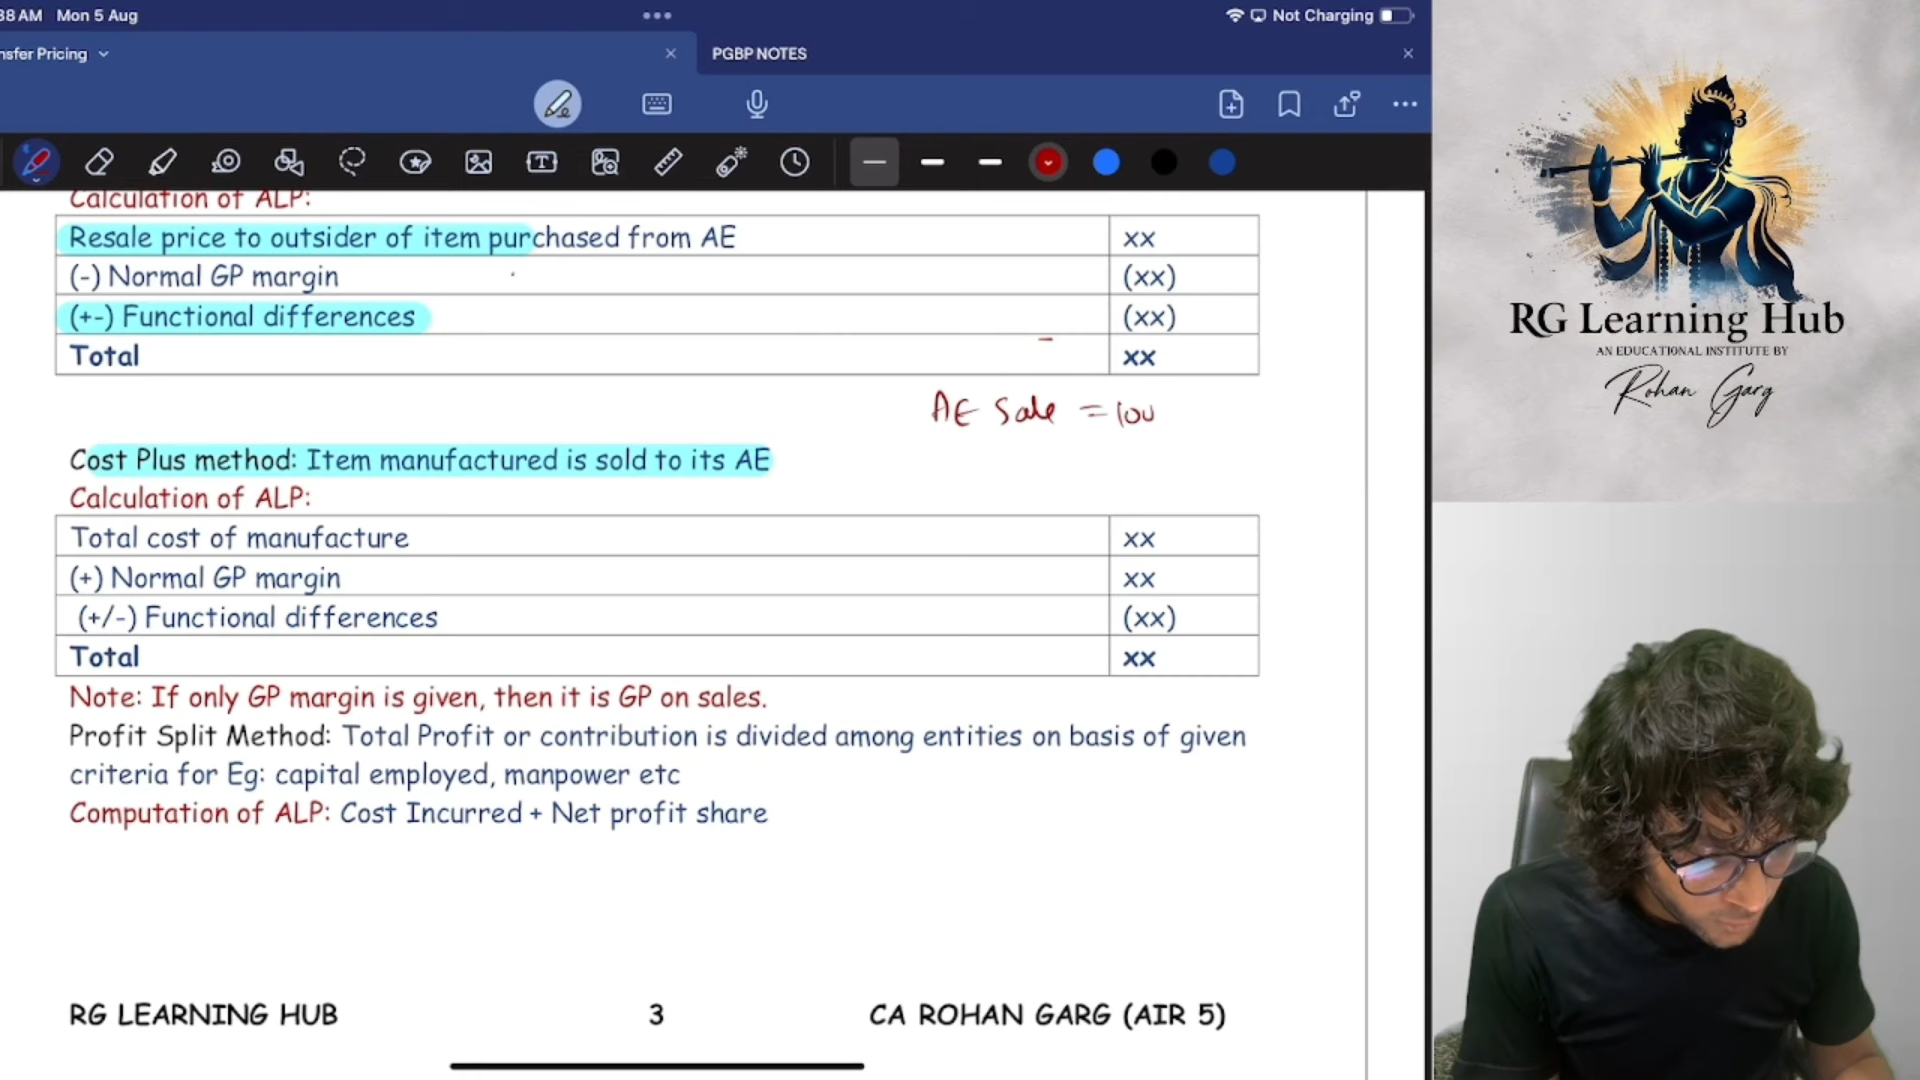 38 AM Mon 5 Aug
Not Charging
nsfer Pricing
PGBP NOTES
Calculation of ALP:
Resale price to outsider of item purchased from AE xx
(-) Normal GP margin (xx)
(+-) Functional differences (xx)
Total xx
AE Sale = 100
Cost Plus method: Item manufactured is sold to its AE
Calculation of ALP:
Total cost of manufacture xx
(+) Normal GP margin xx
(+/-) Functional differences (xx)
Total xx
Note: If only GP margin is given, then it is GP on sales.
Profit Split Method: Total Profit or contribution is divided among entities on basis of given
criteria for Eg: capital employed, manpower etc
Computation of ALP: Cost Incurred + Net profit share
RG LEARNING HUB 3 CA ROHAN GARG (AIR 5)
RG Learning Hub
AN EDUCATIONAL INSTITUTE BY
Rohan Garg